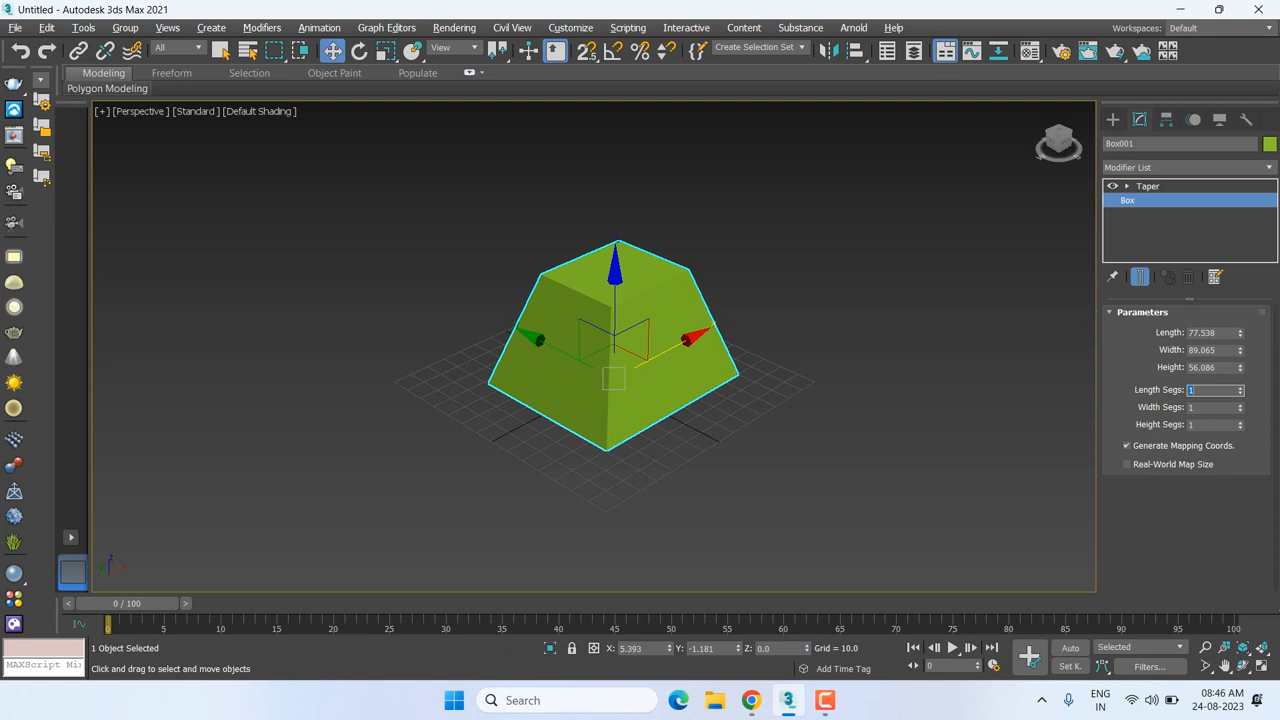 Untitled - Autodesk 3ds Max 2021
File Edit Tools Group Views Create Modifiers Animation Graph Editors Rendering Civil View Customize Scripting Interactive Content Substance Arnold Help Workspaces: Default
All View Create Selection Set
Modeling Freeform Selection Object Paint Populate
Polygon Modeling
[+] [Perspective ] [Standard ] [Default Shading ]
Box001
Modifier List
Taper
Box
Parameters
Length: 77.538
Width: 89.065
Height: 56.086
Length Segs: 1
Width Segs: 1
Height Segs: 1
Generate Mapping Coords.
Real-World Map Size
0 / 100
0 5 10 15 20 25 30 35 40 45 50 55 60 65 70 75 80 85 90 95 100
1 Object Selected X: 5.393 Y: -1.181 Z: 0.0 Grid = 10.0 Auto Selected
MAXScript Mi Click and drag to select and move objects Add Time Tag 0 Set K. Filters...
Search
ENG
IN
08:46 AM
24-08-2023